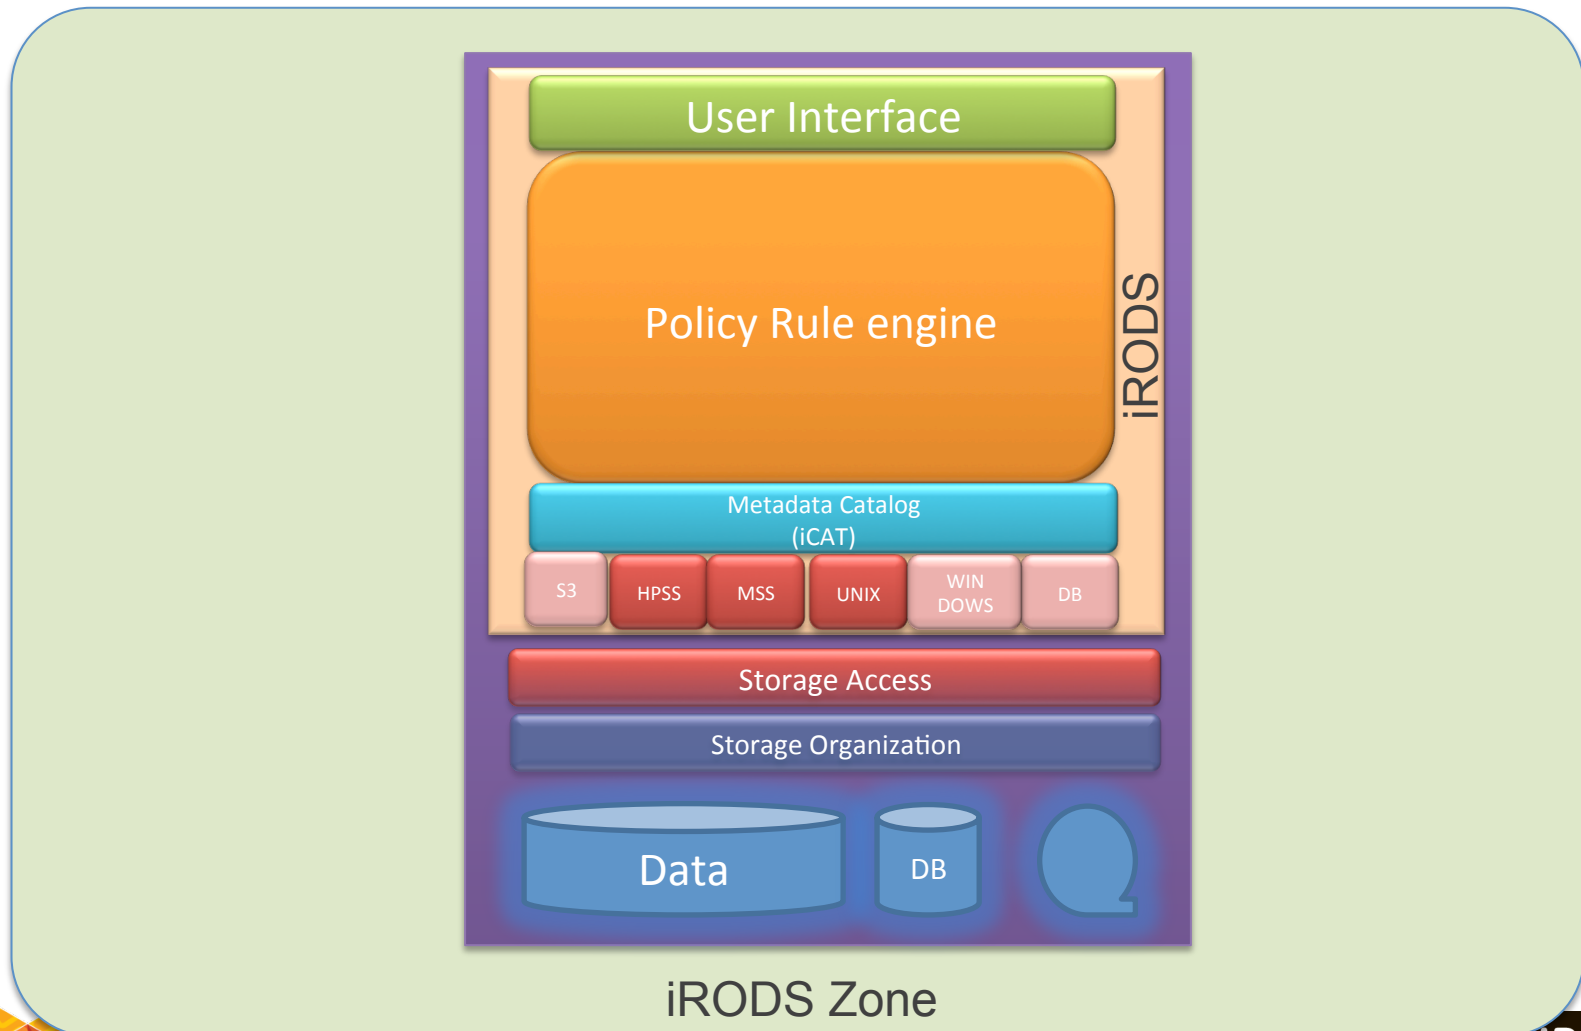 User Interface
Policy Rule engine
iRODS
Metadata Catalog
(iCAT)
S3
HPSS
MSS
UNIX
WIN
DOWS
DB
Storage Access
Storage Organization
Data
DB
iRODS Zone